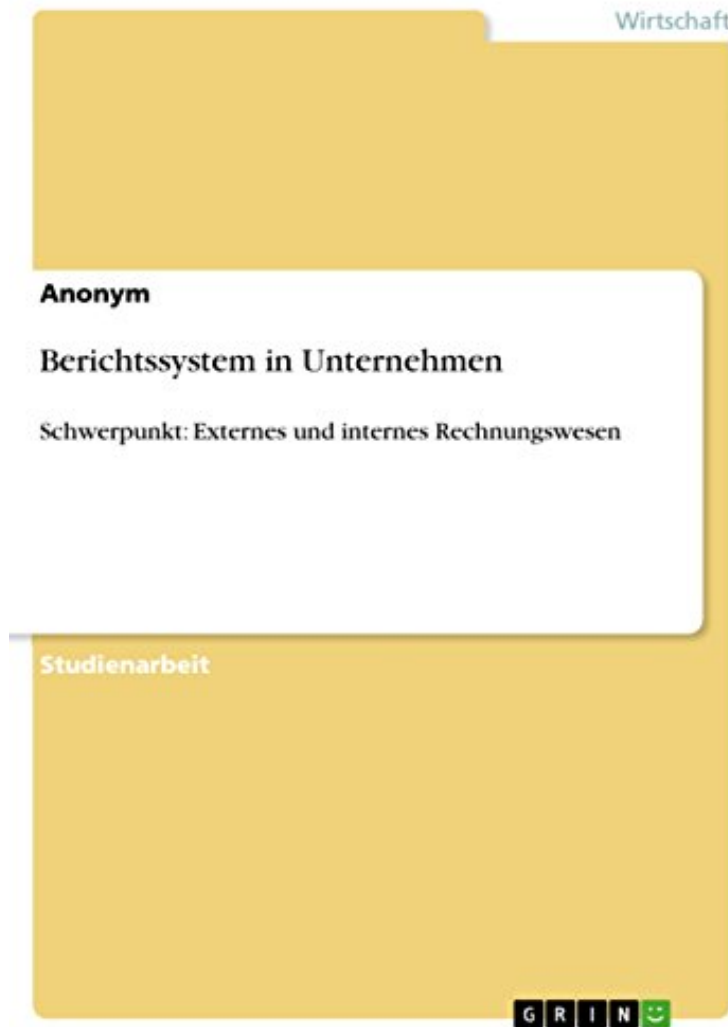 Wirtschaft
Anonym
Berichtssystem in Unternehmen
Schwerpunkt: Externes und internes Rechnungswesen
Studienarbeit
GRIN